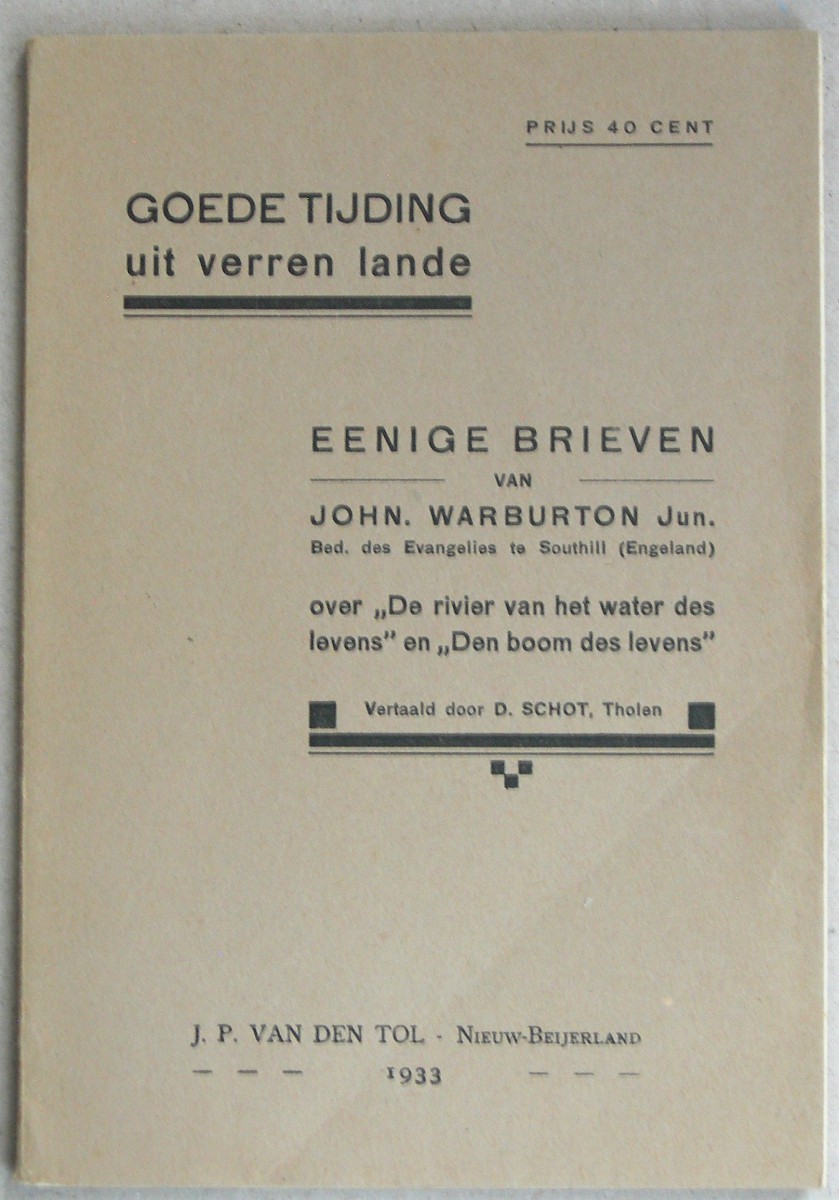 PRIJS 40 CENT
GOEDE TIJDING
uit verren lande
EENIGE BRIEVEN
VAN
JOHN. WARBURTON Jun.
Bed. des Evangelies te Southill (Engeland)
over „De rivier van het water des
levens” en „Den boom des levens”
Vertaald door D. SCHOT, Tholen
J. P. VAN DEN TOL - NIEUW-BEIJERLAND
— — — 1933 — — —